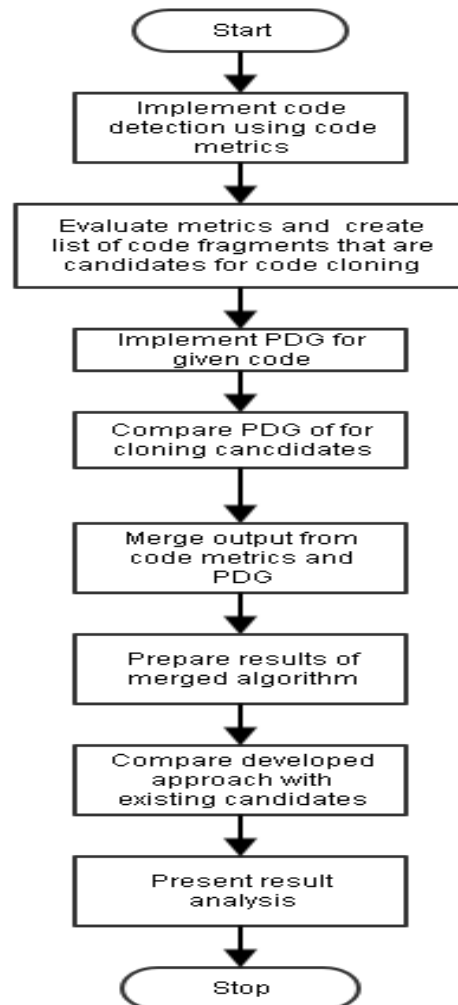 Start
Implement code
detection using code
metrics
Evaluate metrics and create
list of code fragments that are
candidates for code cloning
Implement PDG for
given code
Compare PDG of for
cloning cancdidates
Merge output from
code metrics and
PDG
Prepare results of
merged algorithm
Compare developed
approach with
existing candidates
Present result
analysis
Stop